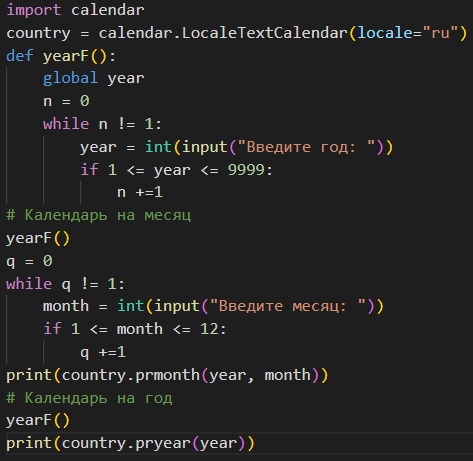 import calendar
country = calendar.LocaleTextCalendar(locale="ru")
def yearF():
    global year
    n = 0
    while n != 1:
        year = int(input("Введите год: "))
        if 1 <= year <= 9999:
            n +=1
# Календарь на месяц
yearF()
q = 0
while q != 1:
    month = int(input("Введите месяц: "))
    if 1 <= month <= 12:
        q +=1
print(country.prmonth(year, month))
# Календарь на год
yearF()
print(country.pryear(year))